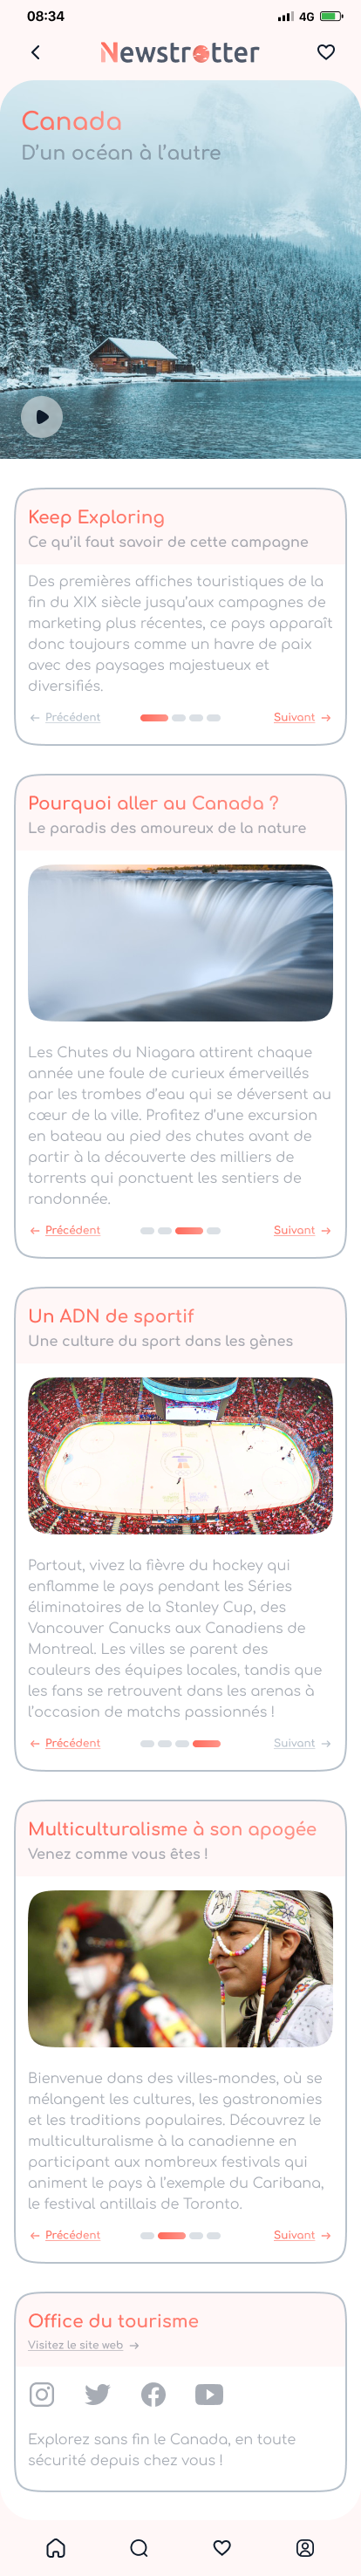 08:34
4G
Newstrotter
Canada
D'un océan à l'autre
Keep Exploring
Ce qu'il faut savoir de cette campagne
Des premières affiches touristiques de la
fin du XIX siècle jusqu'aux campagnes de
marketing plus récentes, ce pays apparaît
donc toujours comme un havre de paix
avec des paysages majestueux et
diversifiés.
← Précédent
Suivant →
Pourquoi aller au Canada ?
Le paradis des amoureux de la nature
Les Chutes du Niagara attirent chaque
année une foule de curieux émerveillés
par les trombes d'eau qui se déversent au
cœur de la ville. Profitez d'une excursion
en bateau au pied des chutes avant de
partir à la découverte des milliers de
torrents qui ponctuent les sentiers de
randonnée.
← Précédent
Suivant →
Un ADN de sportif
Une culture du sport dans les gènes
Partout, vivez la fièvre du hockey qui
enflamme le pays pendant les Séries
éliminatoires de la Stanley Cup, des
Vancouver Canucks aux Canadiens de
Montreal. Les villes se parent des
couleurs des équipes locales, tandis que
les fans se retrouvent dans les arenas à
l'occasion de matchs passionnés !
← Précédent
Suivant →
Multiculturalisme à son apogée
Venez comme vous êtes !
Bienvenue dans des villes-mondes, où se
mélangent les cultures, les gastronomies
et les traditions populaires. Découvrez le
multiculturalisme à la canadienne en
participant aux nombreux festivals qui
animent le pays à l'exemple du Caribana,
le festival antillais de Toronto.
← Précédent
Suivant →
Office du tourisme
Visitez le site web →
Explorez sans fin le Canada, en toute
sécurité depuis chez vous !